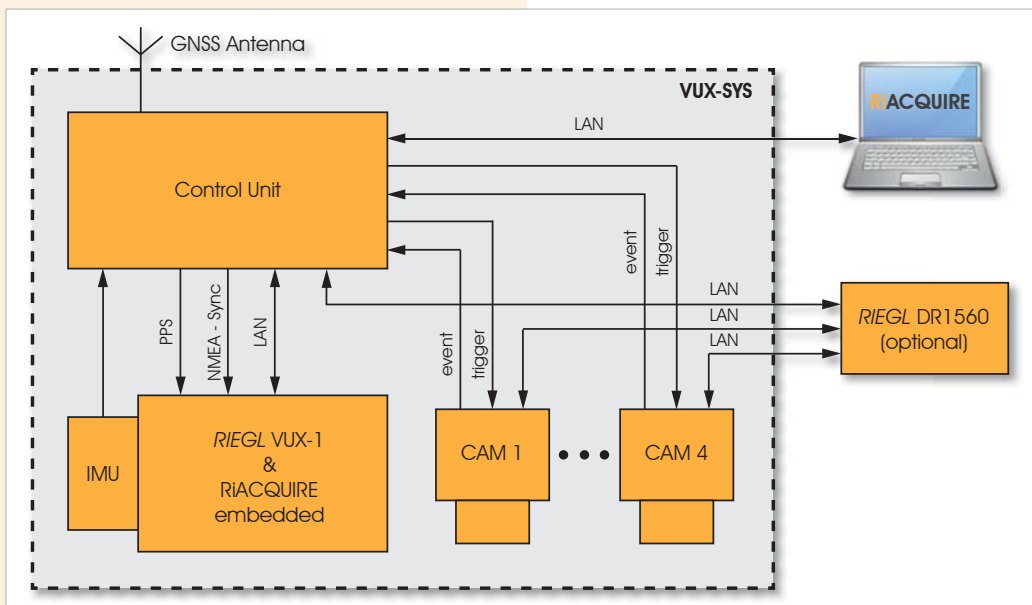 GNSS Antenna
VUX-SYS
RiACQUIRE
LAN
Control Unit
event
trigger
PPS
NMEA - Sync
LAN
event
trigger
LAN
LAN
LAN
RIEGL DR1560
(optional)
IMU
RIEGL VUX-1
&
RiACQUIRE
embedded
CAM 1
CAM 4